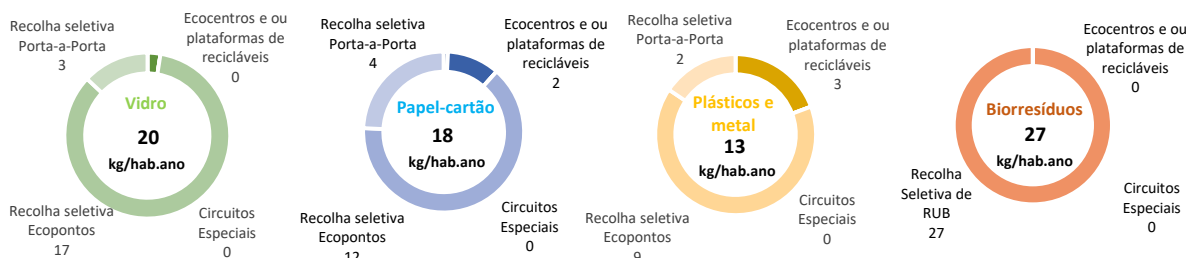 Recolha seletiva
Porta-a-Porta
3
Ecocentros e ou
plataformas de
recicláveis
0
Vidro
20
kg/hab.ano
Recolha seletiva
Ecopontos
17
Circuitos
Especiais
0
Recolha seletiva
Porta-a-Porta
4
Ecocentros e ou
plataformas de
recicláveis
2
Papel-cartão
18
kg/hab.ano
Recolha seletiva
Ecopontos
12
Circuitos
Especiais
0
Recolha seletiva
Porta-a-Porta
2
Ecocentros e ou
plataformas de
recicláveis
3
Plásticos e
metal
13
kg/hab.ano
Recolha seletiva
Ecopontos
9
Circuitos
Especiais
0
Ecocentros e ou
plataformas de
recicláveis
0
Biorresíduos
27
kg/hab.ano
Recolha
Seletiva de
RUB
27
Circuitos
Especiais
0